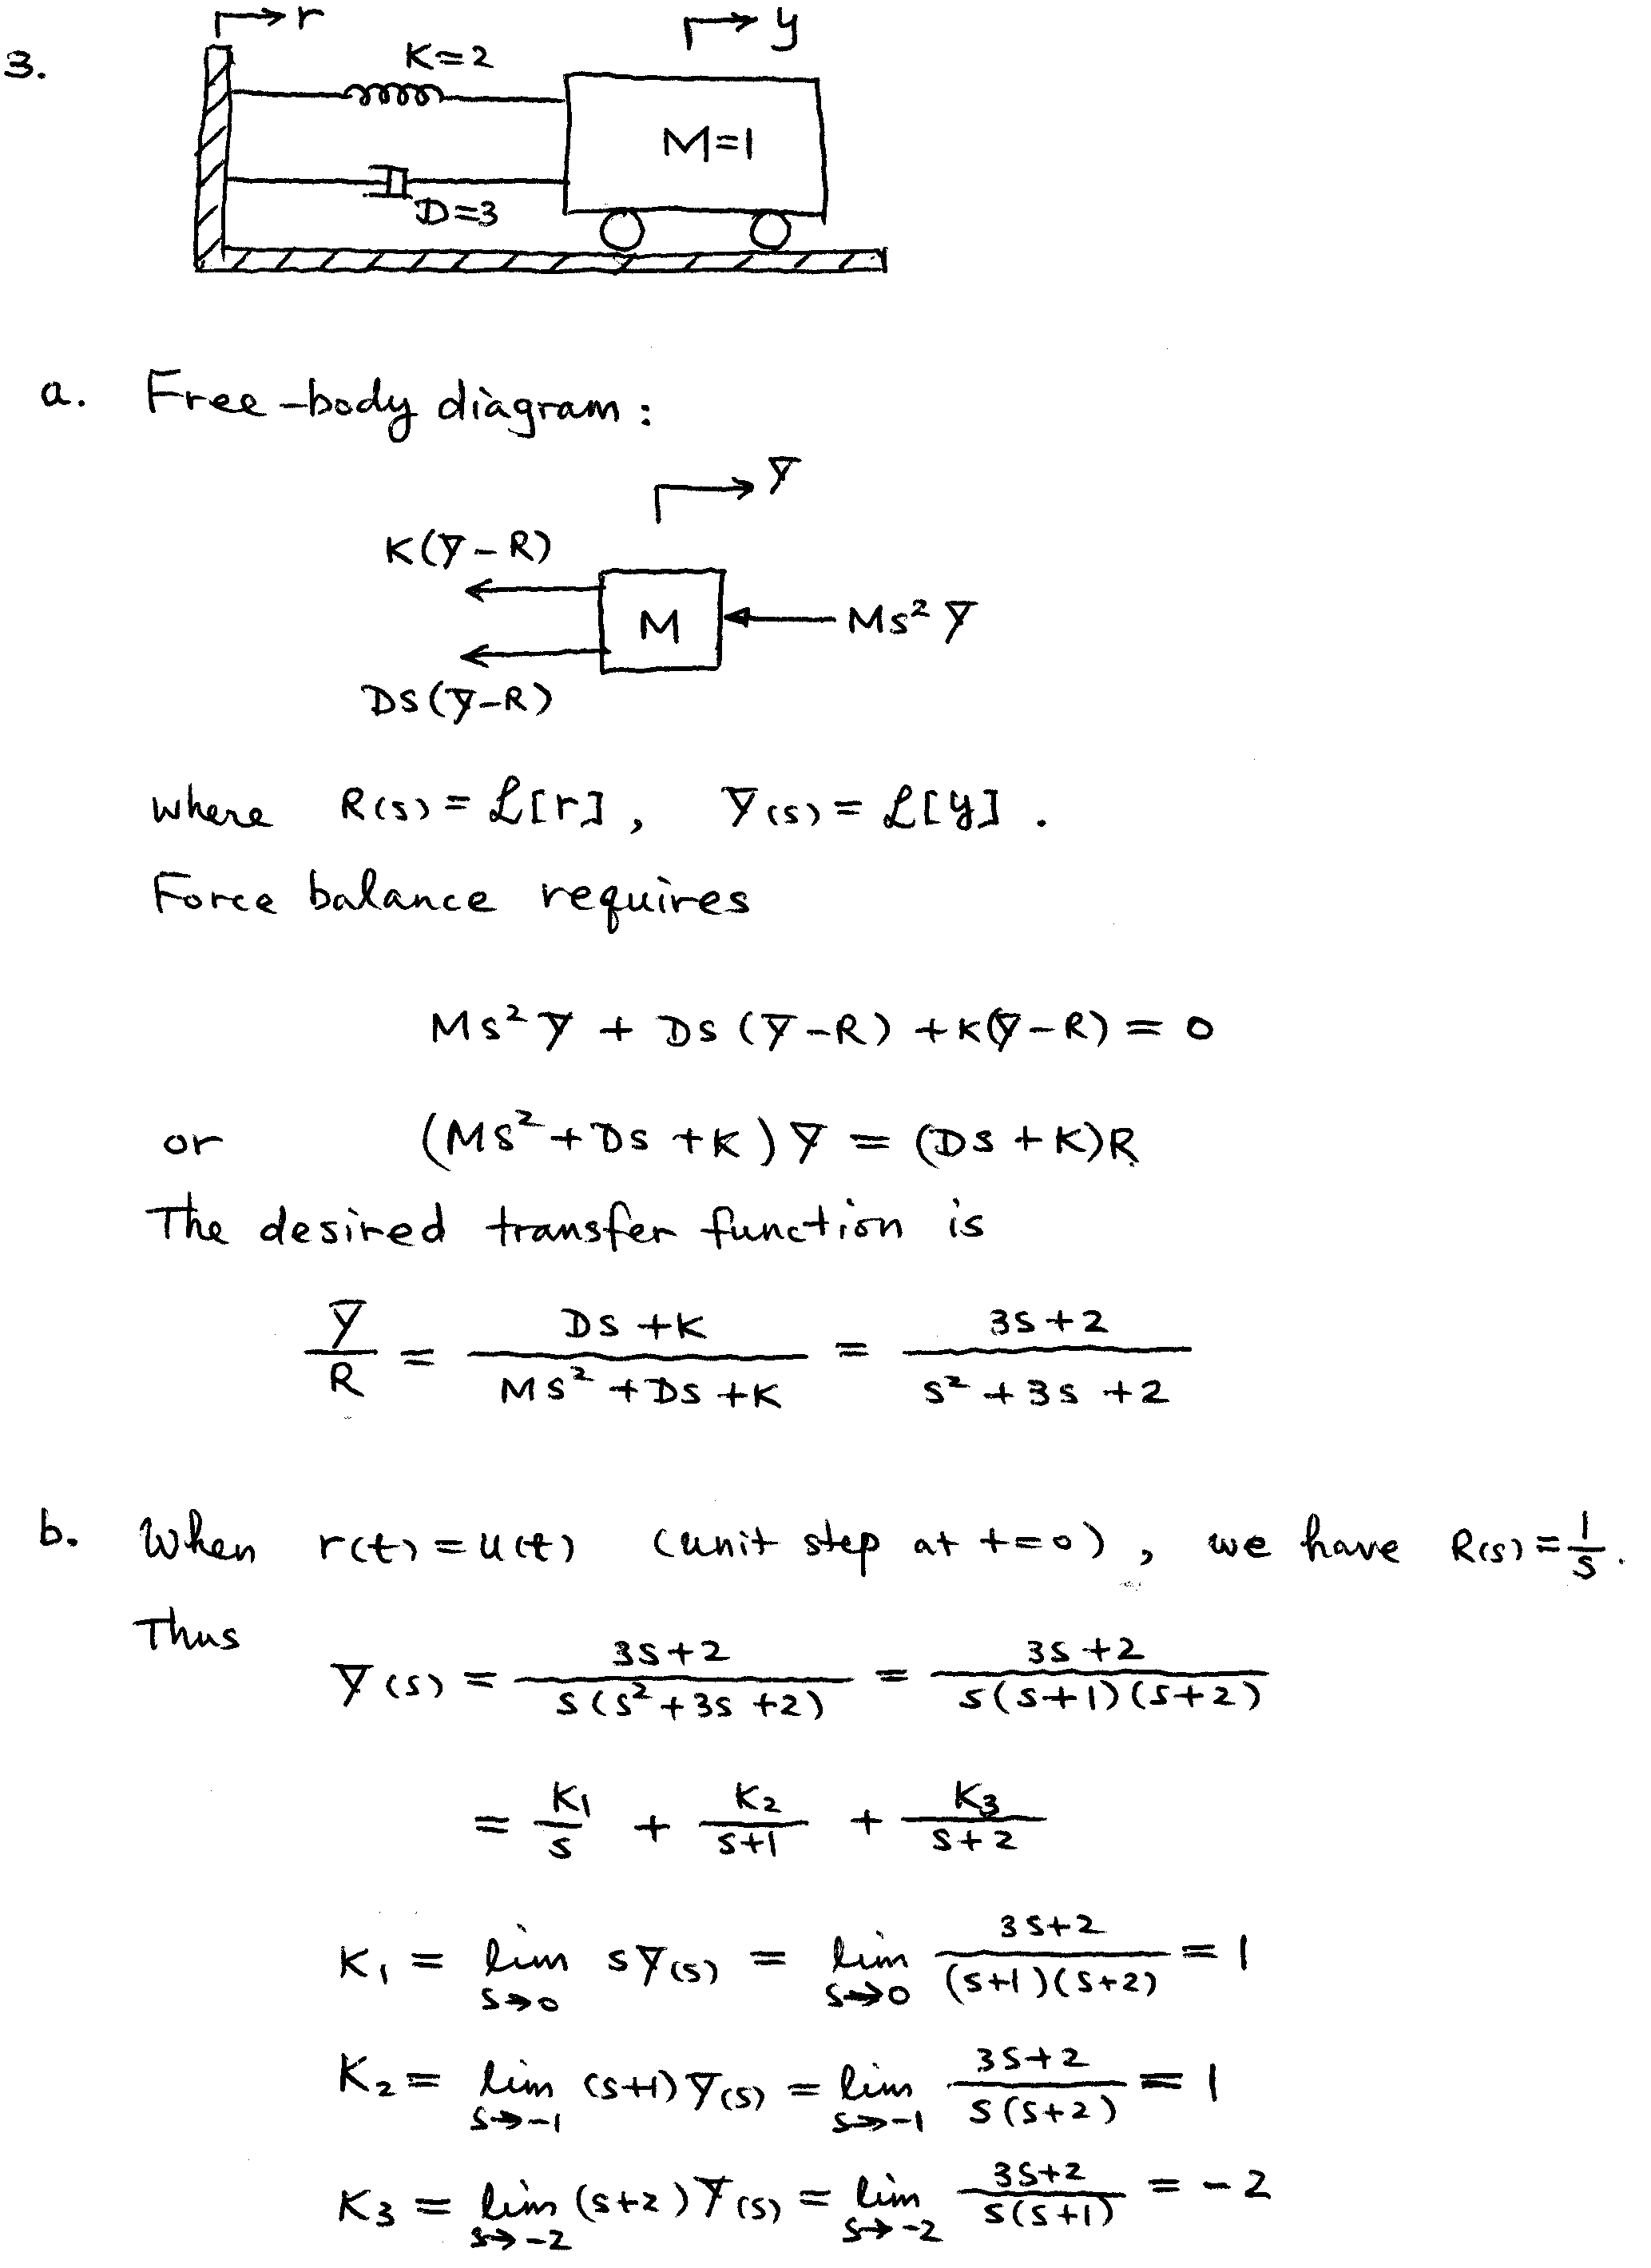 3.
r
y
K=2
M=1
D=3
a. Free-body diagram:
Y
K(Y-R)
M
Ms² Y
Ds(Y-R)
where R(s) = ℒ[r], Y(s) = ℒ[y].
Force balance requires
Ms² Y + Ds (Y-R) + K(Y-R) = 0
or (Ms² + Ds + K) Y = (Ds + K)R
The desired transfer function is
Y/R = (Ds + K)/(Ms² + Ds + K) = (3s+2)/(s² + 3s + 2)
b. When r(t) = u(t) (unit step at t=0), we have R(s) = 1/s.
Thus
Y(s) = (3s+2)/(s(s²+3s+2)) = (3s+2)/(s(s+1)(s+2))
= K₁/s + K₂/(s+1) + K₃/(s+2)
K₁ = lim s→0 sY(s) = lim s→0 (3s+2)/((s+1)(s+2)) = 1
K₂ = lim s→-1 (s+1)Y(s) = lim s→-1 (3s+2)/(s(s+2)) = 1
K₃ = lim s→-2 (s+2)Y(s) = lim s→-2 (3s+2)/(s(s+1)) = -2